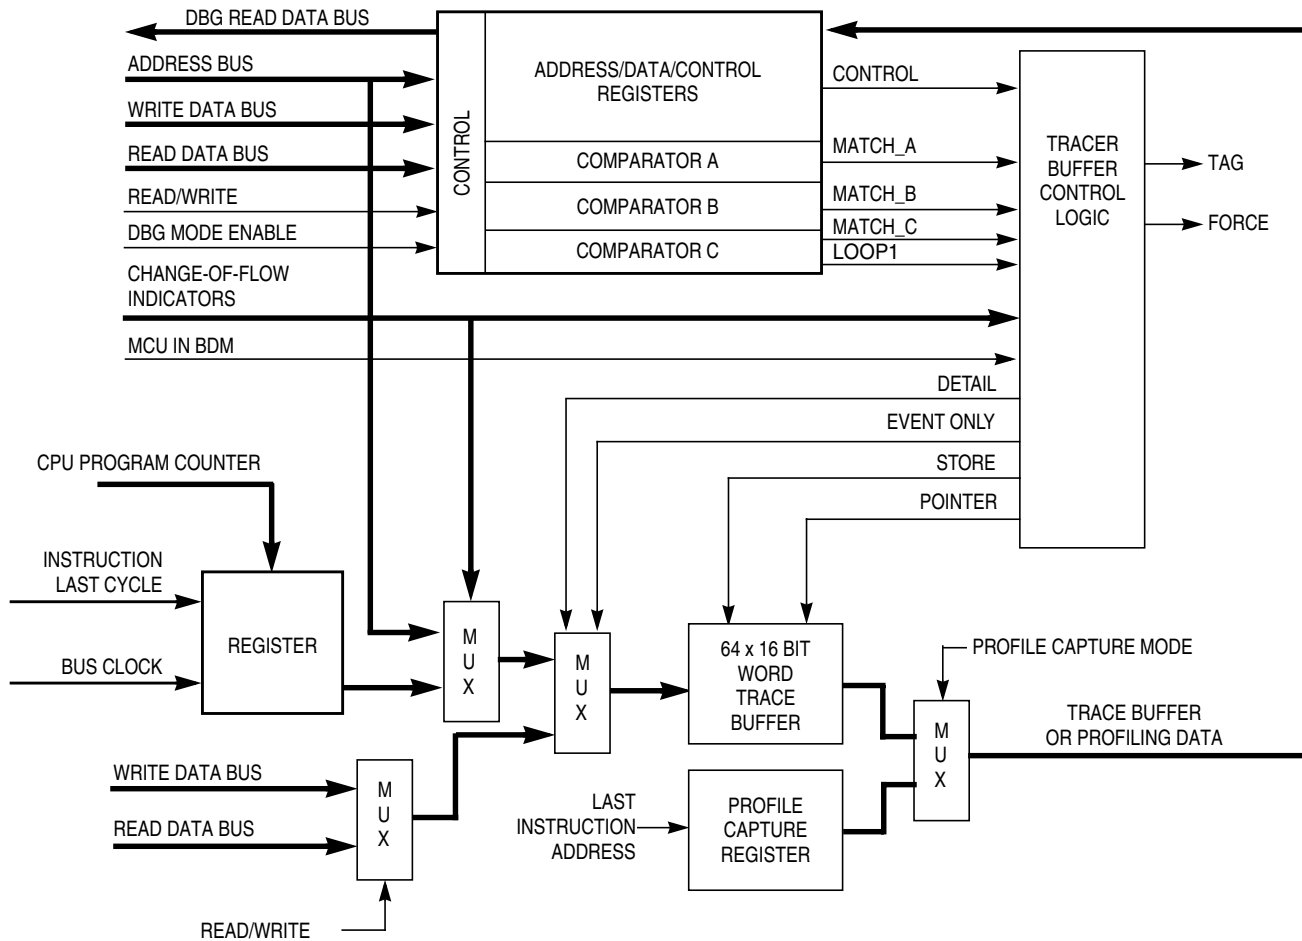 DBG READ DATA BUS
ADDRESS BUS
WRITE DATA BUS
READ DATA BUS
READ/WRITE
DBG MODE ENABLE
CHANGE-OF-FLOW
INDICATORS
MCU IN BDM
CONTROL
ADDRESS/DATA/CONTROL
REGISTERS
COMPARATOR A
COMPARATOR B
COMPARATOR C
CONTROL
MATCH_A
MATCH_B
MATCH_C
LOOP1
TRACER
BUFFER
CONTROL
LOGIC
TAG
FORCE
DETAIL
EVENT ONLY
STORE
POINTER
CPU PROGRAM COUNTER
INSTRUCTION
LAST CYCLE
BUS CLOCK
REGISTER
M
U
X
M
U
X
64 x 16 BIT
WORD
TRACE
BUFFER
PROFILE CAPTURE MODE
M
U
X
TRACE BUFFER
OR PROFILING DATA
WRITE DATA BUS
READ DATA BUS
M
U
X
READ/WRITE
LAST
INSTRUCTION
ADDRESS
PROFILE
CAPTURE
REGISTER